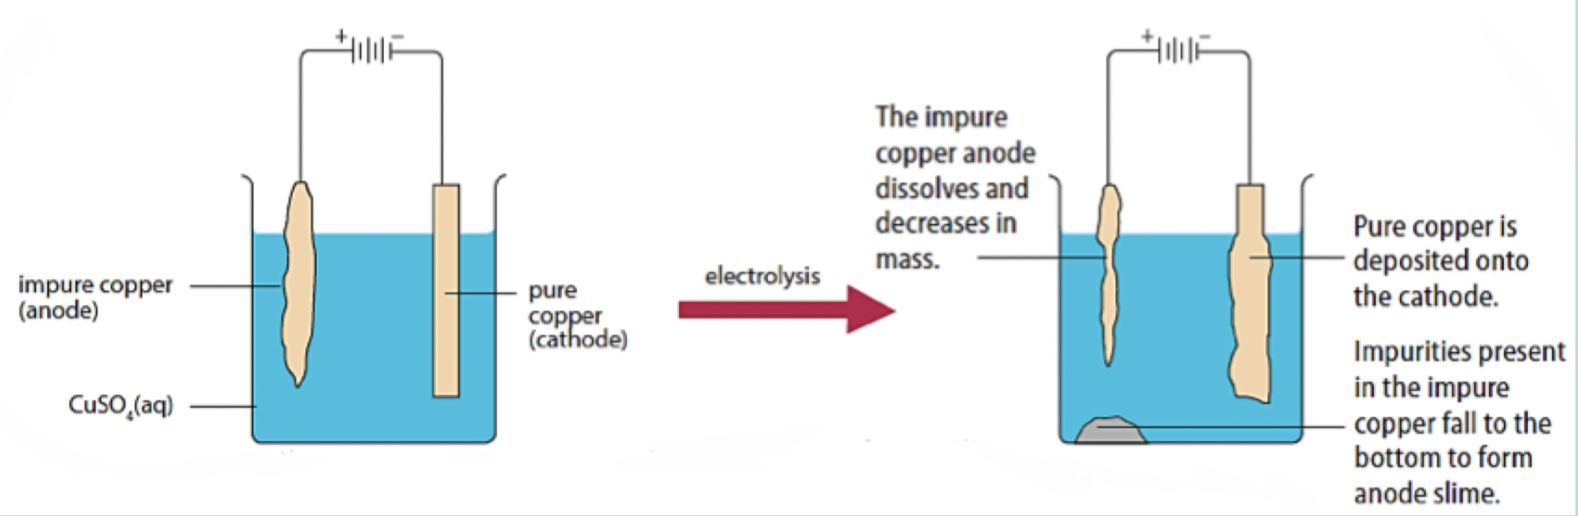 + −
impure copper
(anode)
CuSO₄(aq)
pure
copper
(cathode)
electrolysis
+ −
The impure
copper anode
dissolves and
decreases in
mass.
Pure copper is
deposited onto
the cathode.
Impurities present
in the impure
copper fall to the
bottom to form
anode slime.